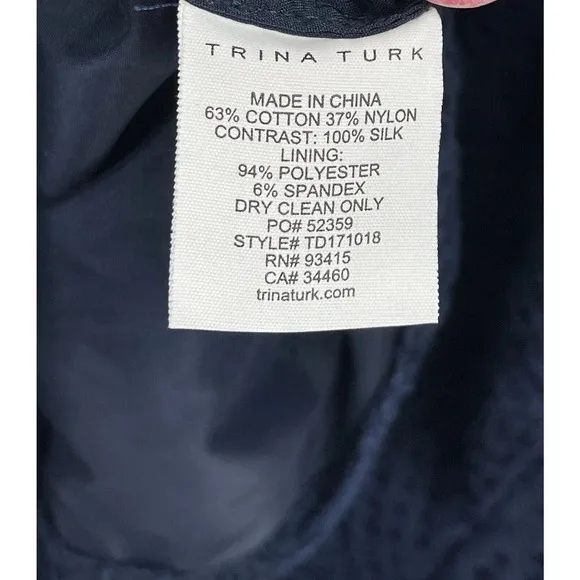 TRINA TURK
MADE IN CHINA
63% COTTON 37% NYLON
CONTRAST: 100% SILK
LINING:
94% POLYESTER
6% SPANDEX
DRY CLEAN ONLY
PO# 52359
STYLE# TD171018
RN# 93415
CA# 34460
trinaturk.com